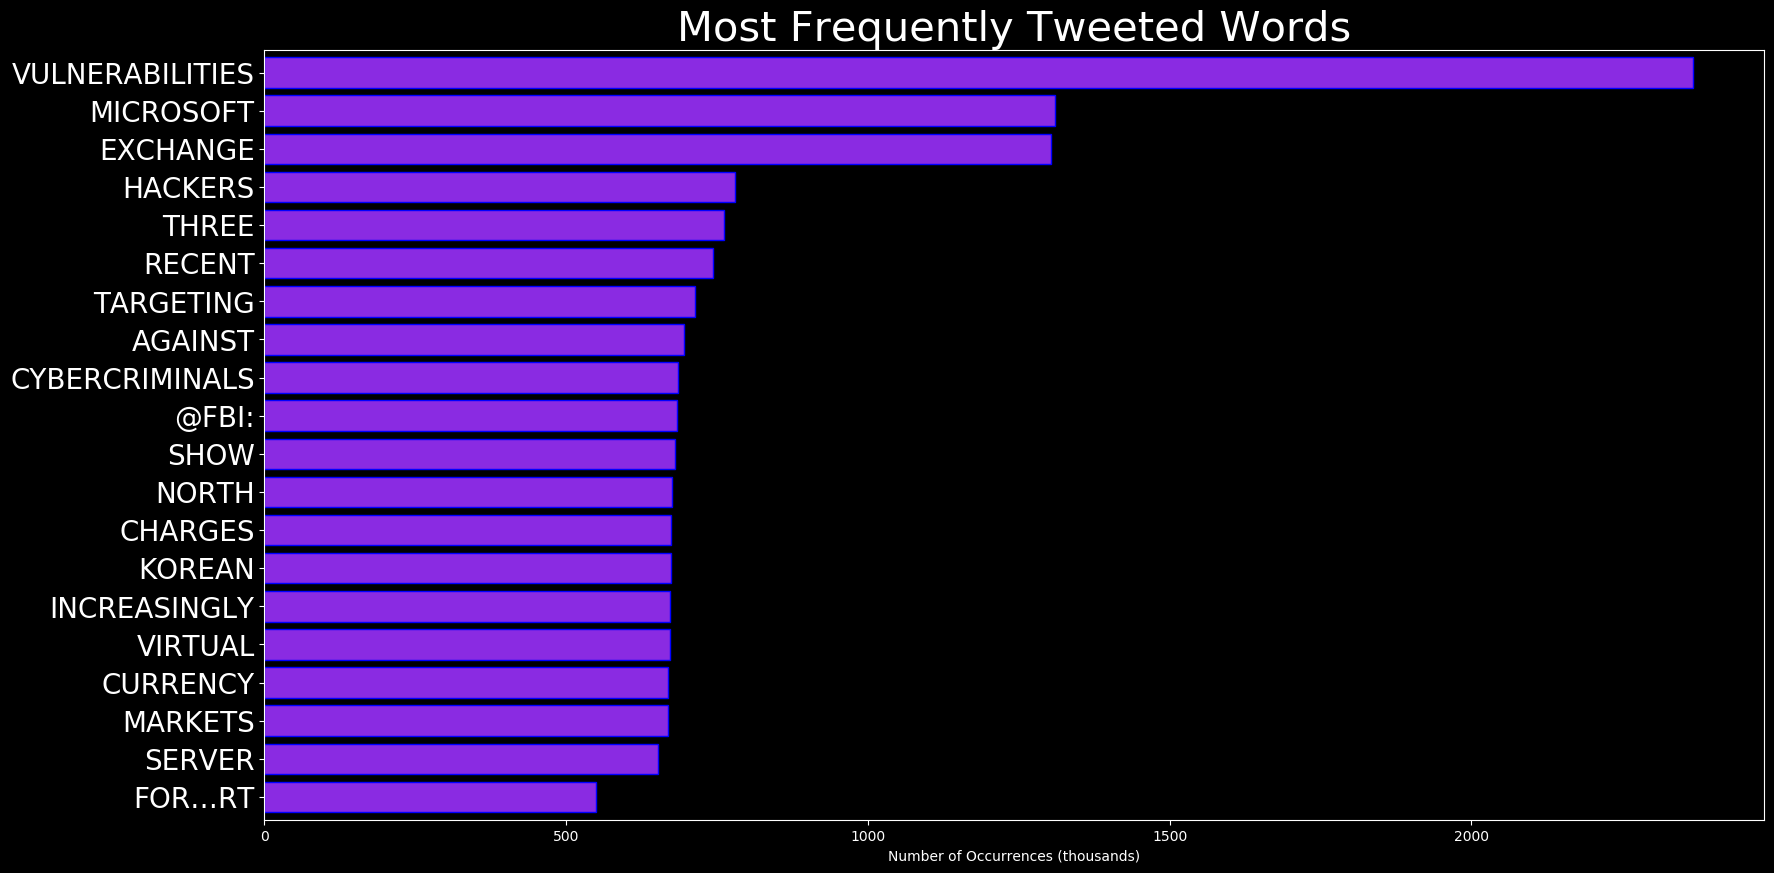 Most Frequently Tweeted Words
VULNERABILITIES
MICROSOFT
EXCHANGE
HACKERS
THREE
RECENT
TARGETING
AGAINST
CYBERCRIMINALS
@FBI:
SHOW
NORTH
CHARGES
KOREAN
INCREASINGLY
VIRTUAL
CURRENCY
MARKETS
SERVER
FOR…RT
0 500 1000 1500 2000
Number of Occurrences (thousands)